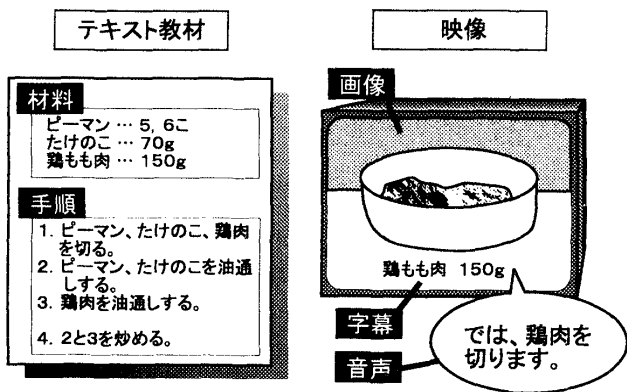 テキスト教材
材料
ピーマン … 5, 6こ
たけのこ … 70g
鶏もも肉 … 150g
手順
1. ピーマン、たけのこ、鶏肉
を切る。
2. ピーマン、たけのこを油通
しする。
3. 鶏肉を油通しする。
4. 2と3を炒める。
映像
画像
鶏もも肉 150g
字幕
音声
では、鶏肉を
切ります。